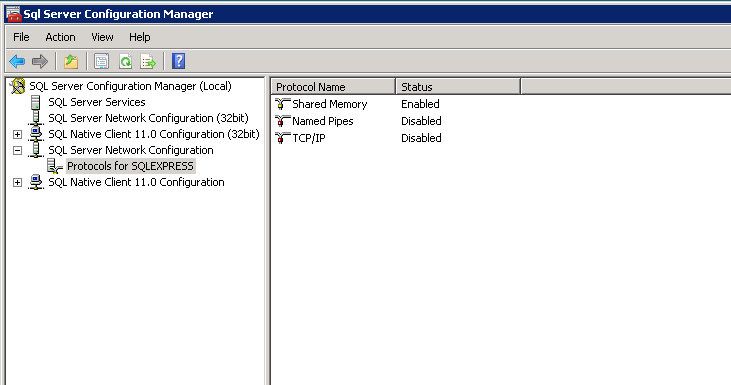 Sql Server Configuration Manager
File Action View Help
SQL Server Configuration Manager (Local)
SQL Server Services
SQL Server Network Configuration (32bit)
SQL Native Client 11.0 Configuration (32bit)
SQL Server Network Configuration
Protocols for SQLEXPRESS
SQL Native Client 11.0 Configuration
Protocol Name Status
Shared Memory Enabled
Named Pipes Disabled
TCP/IP Disabled